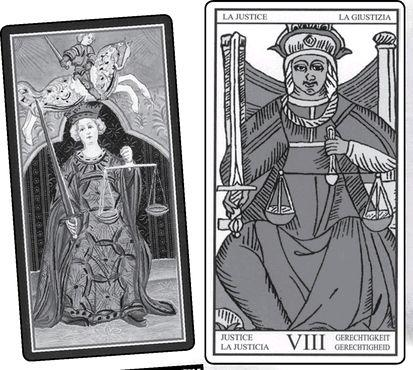 LA JUSTICE LA GIUSTIZIA
JUSTICE VIII GERECHTIGKEIT
LA JUSTICIA GERECHTIGHEID